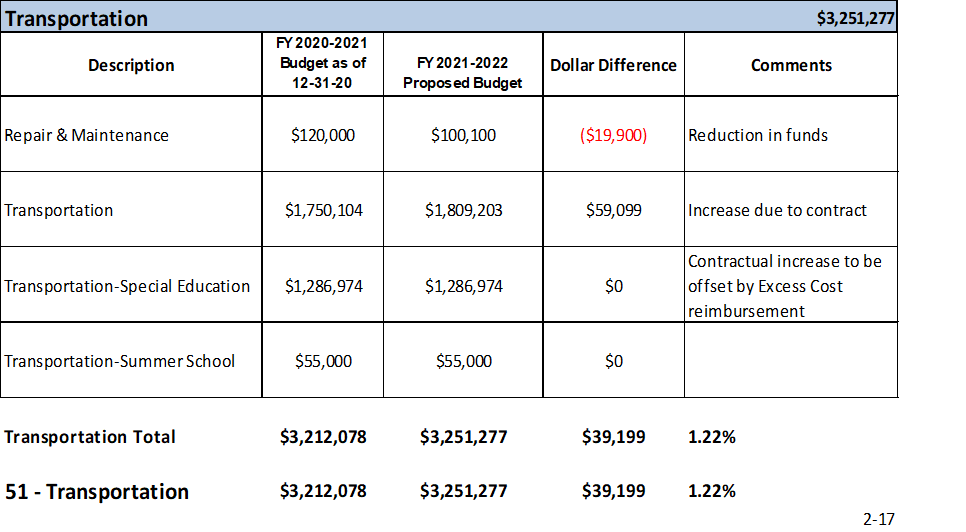 Transportation $3,251,277
Description FY 2020-2021 Budget as of 12-31-20 FY 2021-2022 Proposed Budget Dollar Difference Comments
Repair & Maintenance $120,000 $100,100 ($19,900) Reduction in funds
Transportation $1,750,104 $1,809,203 $59,099 Increase due to contract
Transportation-Special Education $1,286,974 $1,286,974 $0 Contractual increase to be offset by Excess Cost reimbursement
Transportation-Summer School $55,000 $55,000 $0
Transportation Total $3,212,078 $3,251,277 $39,199 1.22%
51 - Transportation $3,212,078 $3,251,277 $39,199 1.22%
2-17